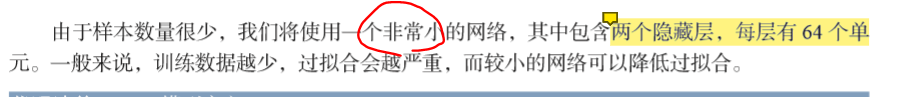 由于样本数量很少，我们将使用一个非常小的网络，其中包含两个隐藏层，每层有 64 个单
元。一般来说，训练数据越少，过拟合会越严重，而较小的网络可以降低过拟合。